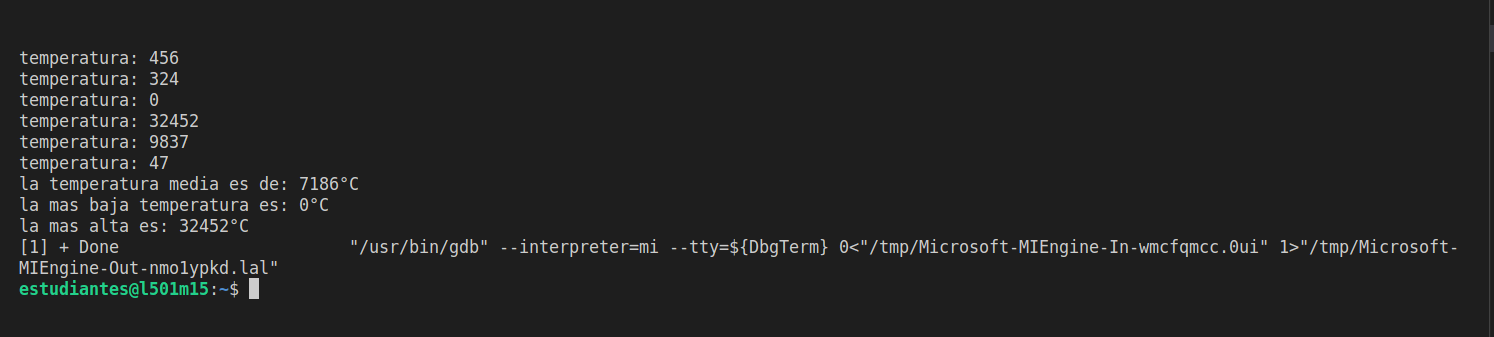 temperatura: 456
temperatura: 324
temperatura: 0
temperatura: 32452
temperatura: 9837
temperatura: 47
la temperatura media es de: 7186°C
la mas baja temperatura es: 0°C
la mas alta es: 32452°C
[1] + Done                       "/usr/bin/gdb" --interpreter=mi --tty=${DbgTerm} 0<"/tmp/Microsoft-MIEngine-In-wmcfqmcc.0ui" 1>"/tmp/Microsoft-
MIEngine-Out-nmo1ypkd.lal"
estudiantes@l501m15:~$